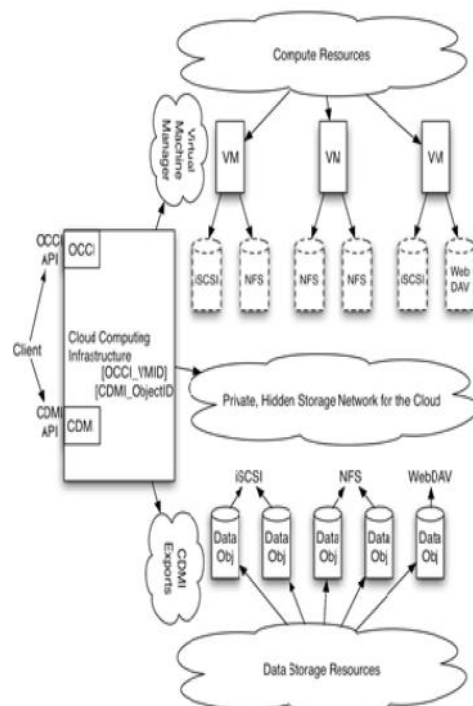 Compute Resources
Virtual
Machine
Manager
VM
VM
VM
iSCSI
NFS
NFS
NFS
iSCSI
Web
DAV
OCCI
API
OCCI
Client
Cloud Computing
Infrastructure
[OCCI_VMID]
[CDMI_ObjectID
Private, Hidden Storage Network for the Cloud
CDMI
API
CDM
iSCSI
NFS
WebDAV
CDMI
Exports
Data
Obj
Data
Obj
Data
Obj
Data
Obj
Data
Obj
Data Storage Resources